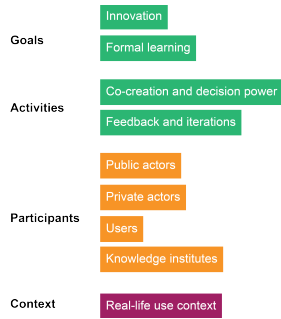 Goals
Innovation
Formal learning
Activities
Co-creation and decision power
Feedback and iterations
Participants
Public actors
Private actors
Users
Knowledge institutes
Context
Real-life use context